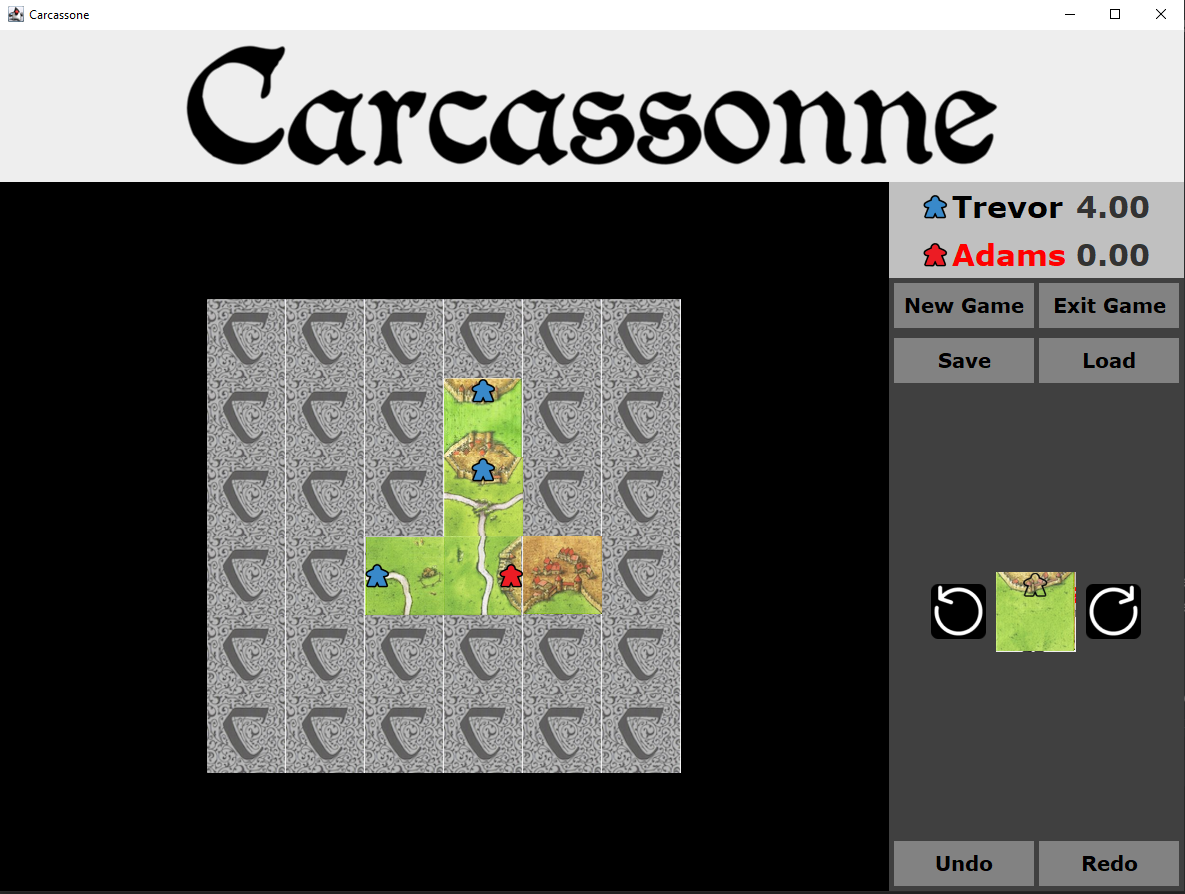 Carcassone
Carcassonne
Trevor 4.00
Adams 0.00
New Game Exit Game
Save Load
Undo Redo